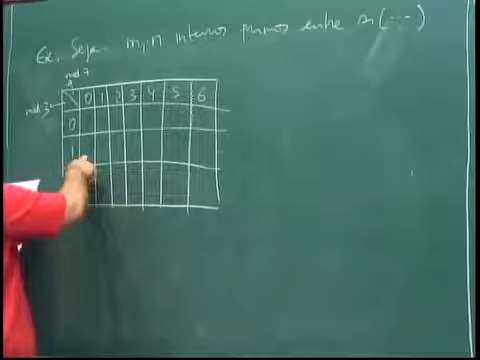 Ex. Sejam m, n inteiros primos entre si (...)
mod 7
mod 3
0 1 2 3 4 5 6
0
1